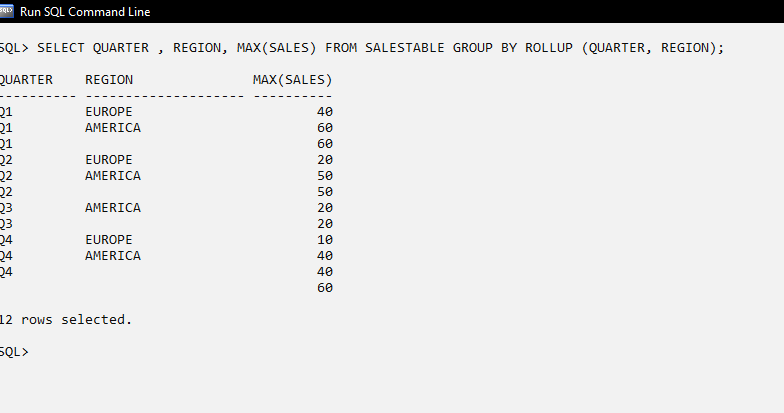 Run SQL Command Line
SQL> SELECT QUARTER , REGION, MAX(SALES) FROM SALESTABLE GROUP BY ROLLUP (QUARTER, REGION);
QUARTER    REGION               MAX(SALES)
---------- -------------------- ----------
Q1         EUROPE                       40
Q1         AMERICA                      60
Q1                                      60
Q2         EUROPE                       20
Q2         AMERICA                      50
Q2                                      50
Q3         AMERICA                      20
Q3                                      20
Q4         EUROPE                       10
Q4         AMERICA                      40
Q4                                      40
                                        60
12 rows selected.
SQL>